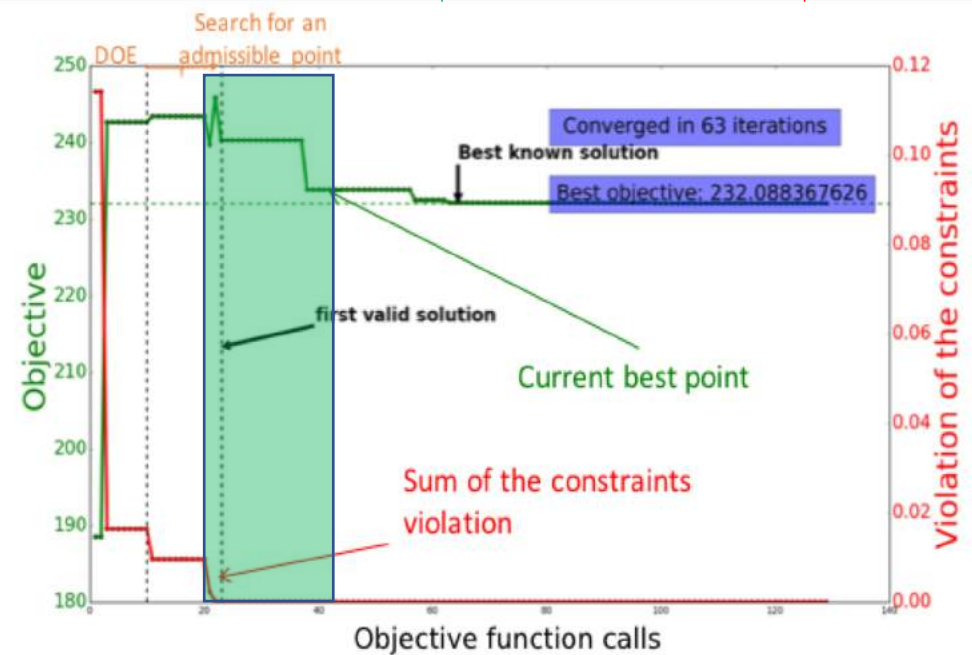 Search for an
DOE
admissible point
250
240
230
220
210
200
190
180
Objective
0.12
0.10
0.08
0.06
0.04
0.02
0.00
Violation of the constraints
Converged in 63 iterations
Best known solution
Best objective: 232.088367626
first valid solution
Current best point
Sum of the constraints
violation
0
20
40
60
80
100
120
140
Objective function calls